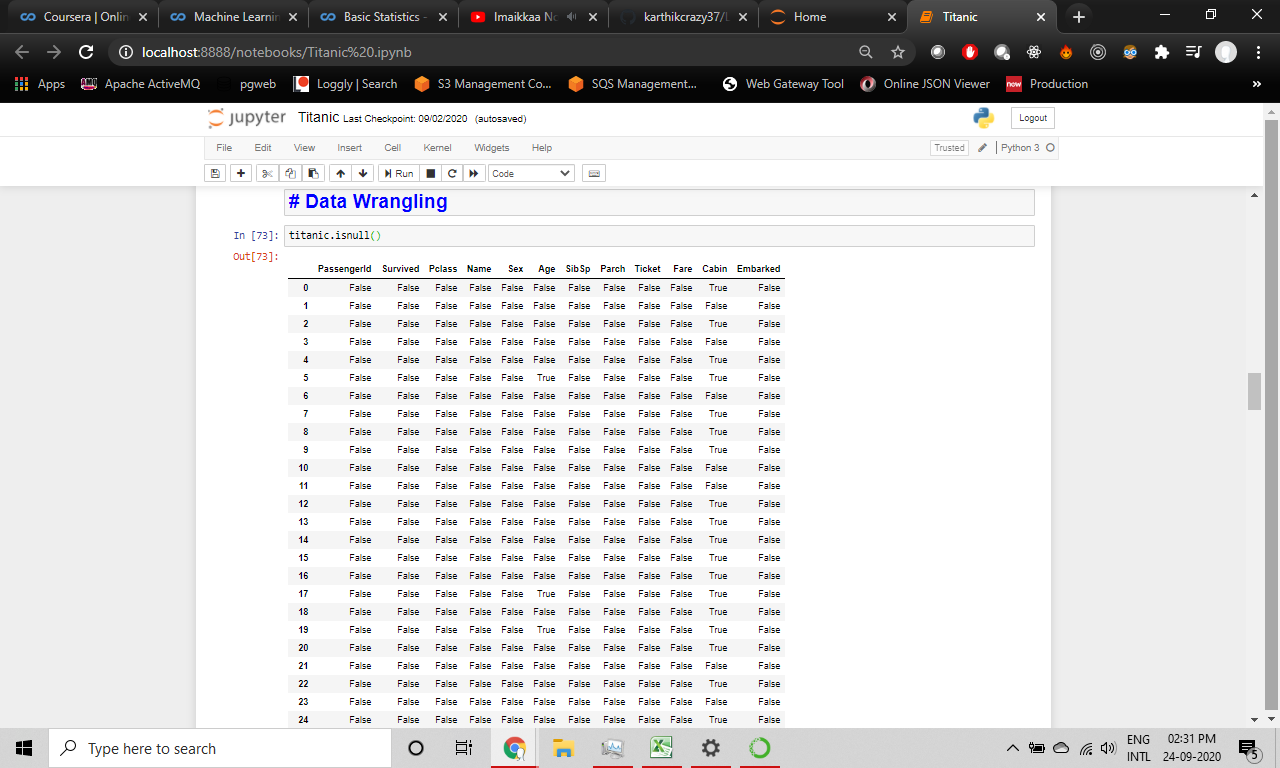 Coursera | Onlin
Machine Learnin
Basic Statistics -
Imaikkaa No
karthikcrazy37/L
Home
Titanic
localhost:8888/notebooks/Titanic%20.ipynb
Apps Apache ActiveMQ pgweb Loggly | Search S3 Management Co... SQS Management... Web Gateway Tool Online JSON Viewer now Production »
jupyter Titanic Last Checkpoint: 09/02/2020 (autosaved) Logout
File Edit View Insert Cell Kernel Widgets Help Trusted Python 3
Run Code
# Data Wrangling
In [73]: titanic.isnull()
Out[73]:
PassengerId Survived Pclass Name Sex Age SibSp Parch Ticket Fare Cabin Embarked
0 False False False False False False False False False False True False
1 False False False False False False False False False False False False
2 False False False False False False False False False False True False
3 False False False False False False False False False False False False
4 False False False False False False False False False False True False
5 False False False False False True False False False False True False
6 False False False False False False False False False False False False
7 False False False False False False False False False False True False
8 False False False False False False False False False False True False
9 False False False False False False False False False False True False
10 False False False False False False False False False False False False
11 False False False False False False False False False False False False
12 False False False False False False False False False False True False
13 False False False False False False False False False False True False
14 False False False False False False False False False False True False
15 False False False False False False False False False False True False
16 False False False False False False False False False False True False
17 False False False False False True False False False False True False
18 False False False False False False False False False False True False
19 False False False False False True False False False False True False
20 False False False False False False False False False False True False
21 False False False False False False False False False False False False
22 False False False False False False False False False False True False
23 False False False False False False False False False False False False
24 False False False False False False False False False False True False
Type here to search
ENG 02:31 PM
INTL 24-09-2020 5